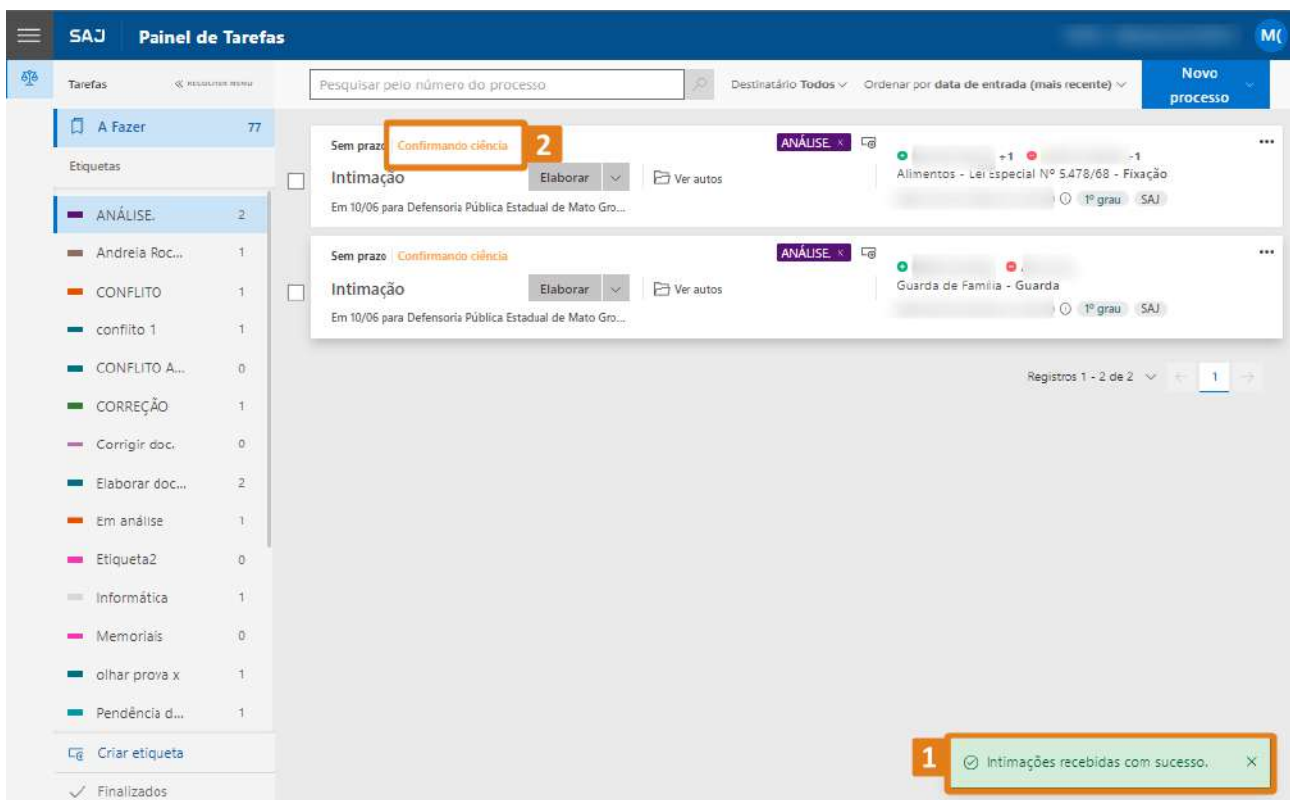 SAJ Painel de Tarefas M(
Tarefas
Pesquisar pelo número do processo
Destinatário Todos Ordenar por data de entrada (mais recente)
Novo processo
A Fazer 77
Etiquetas
ANÁLISE. 2
Andreia Roc... 1
CONFLITO 1
conflito 1 1
CONFLITO A... 0
CORREÇÃO 1
Corrigir doc. 0
Elaborar doc... 2
Em análise 1
Etiqueta2 0
Informática 1
Memoriais 0
olhar prova x 1
Pendência d... 1
Criar etiqueta
Finalizados
Sem prazo Confirmando ciência 2 ANÁLISE. × +1 -1 ...
Intimação Elaborar Ver autos Alimentos - Lei Especial Nº 5.478/68 - Fixação
Em 10/06 para Defensoria Pública Estadual de Mato Gro... 1º grau SAJ
Sem prazo Confirmando ciência ANÁLISE. × ...
Intimação Elaborar Ver autos Guarda de Família - Guarda
Em 10/06 para Defensoria Pública Estadual de Mato Gro... 1º grau SAJ
Registros 1 - 2 de 2 1
1 Intimações recebidas com sucesso. ×